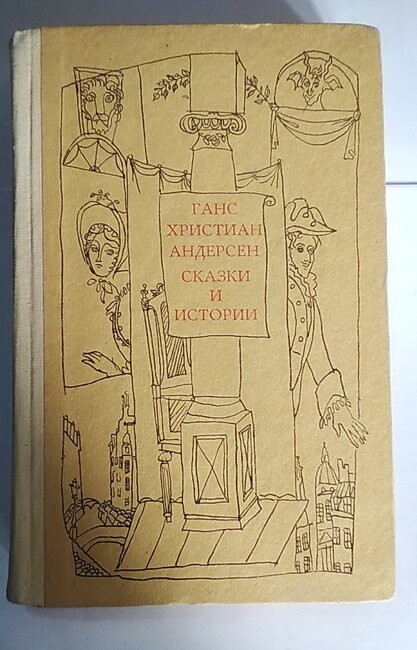 ГАНС
ХРИСТИАН
АНДЕРСЕН
СКАЗКИ
И
ИСТОРИИ